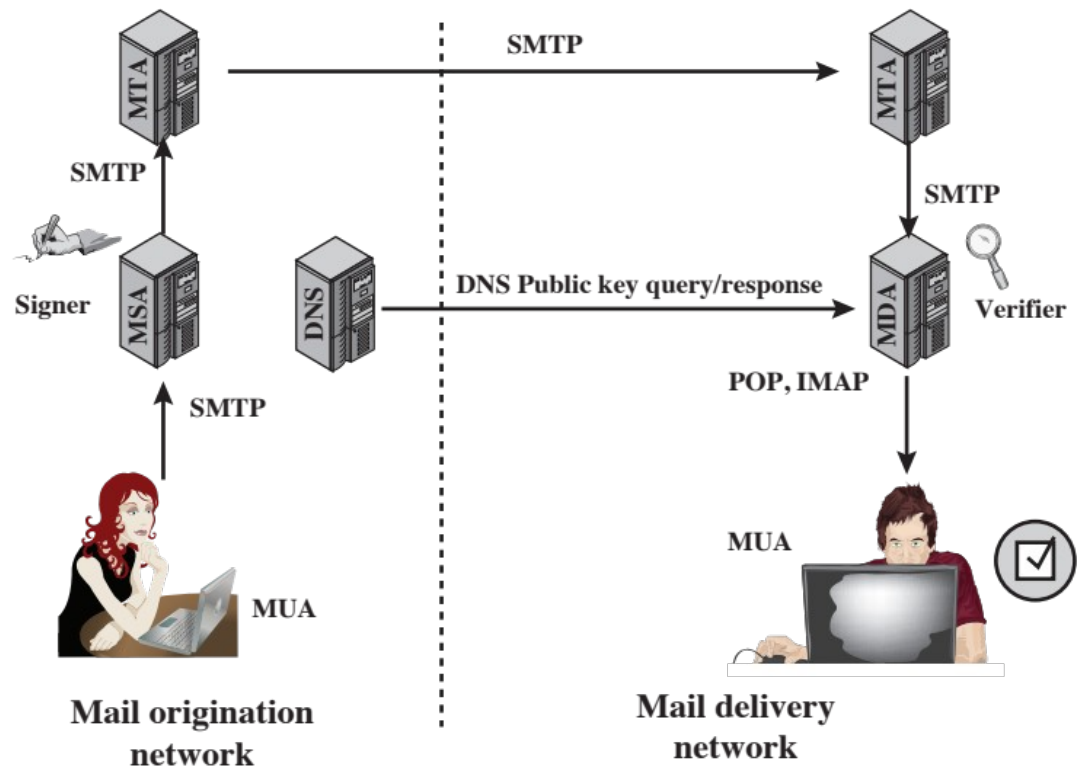 SMTP
MTA
MTA
SMTP
SMTP
Signer
MSA
DNS
DNS Public key query/response
MDA
Verifier
POP, IMAP
SMTP
MUA
MUA
Mail origination
network
Mail delivery
network